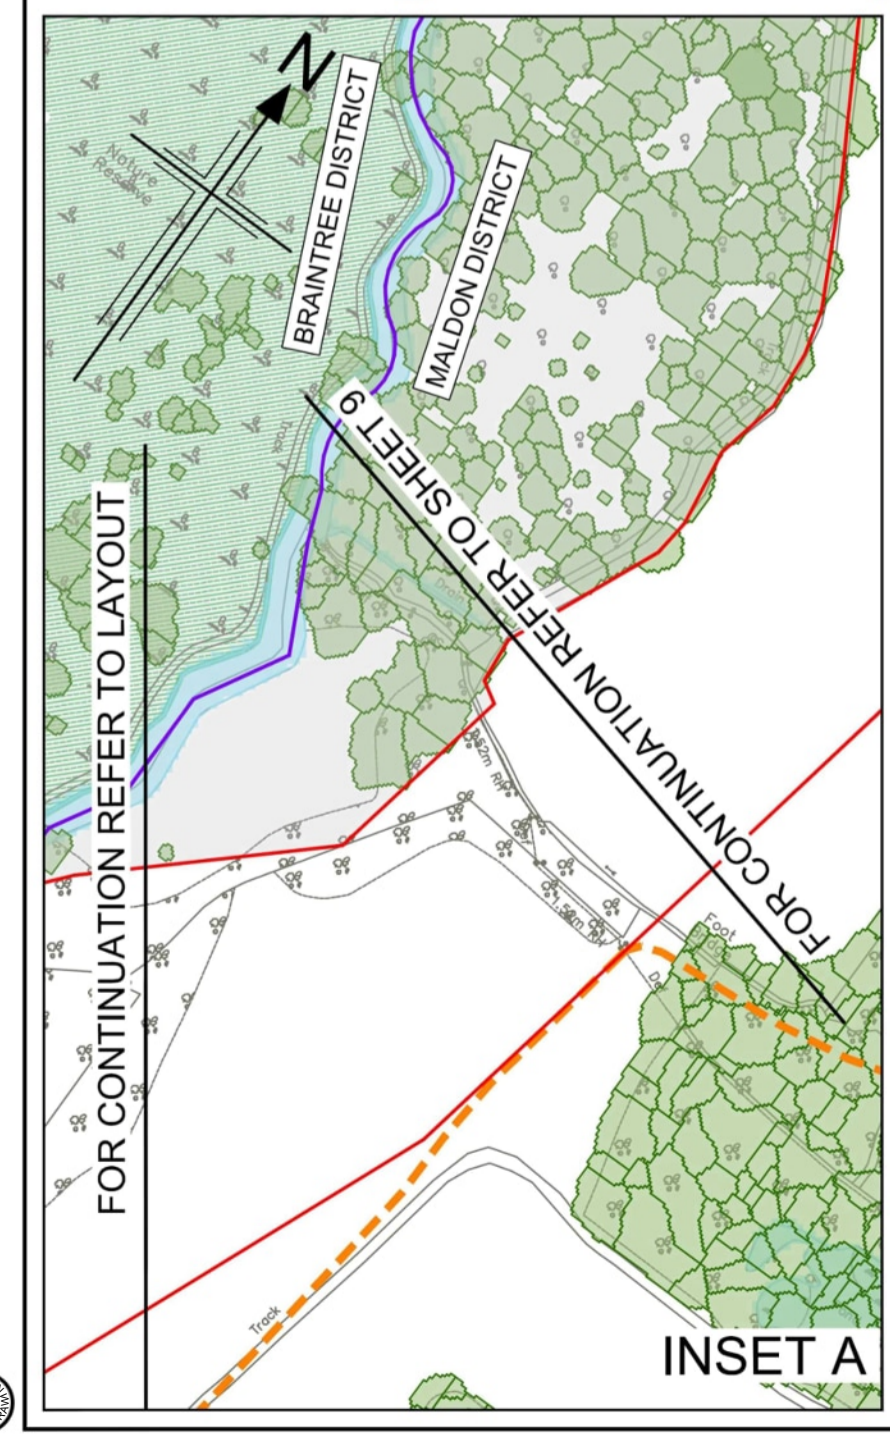 N
Nature
Reserve
BRAINTREE DISTRICT
MALDON DISTRICT
Track
Track
FOR CONTINUATION REFER TO SHEET 9
FOR CONTINUATION REFER TO LAYOUT
Drain
Foot
Track
INSET A